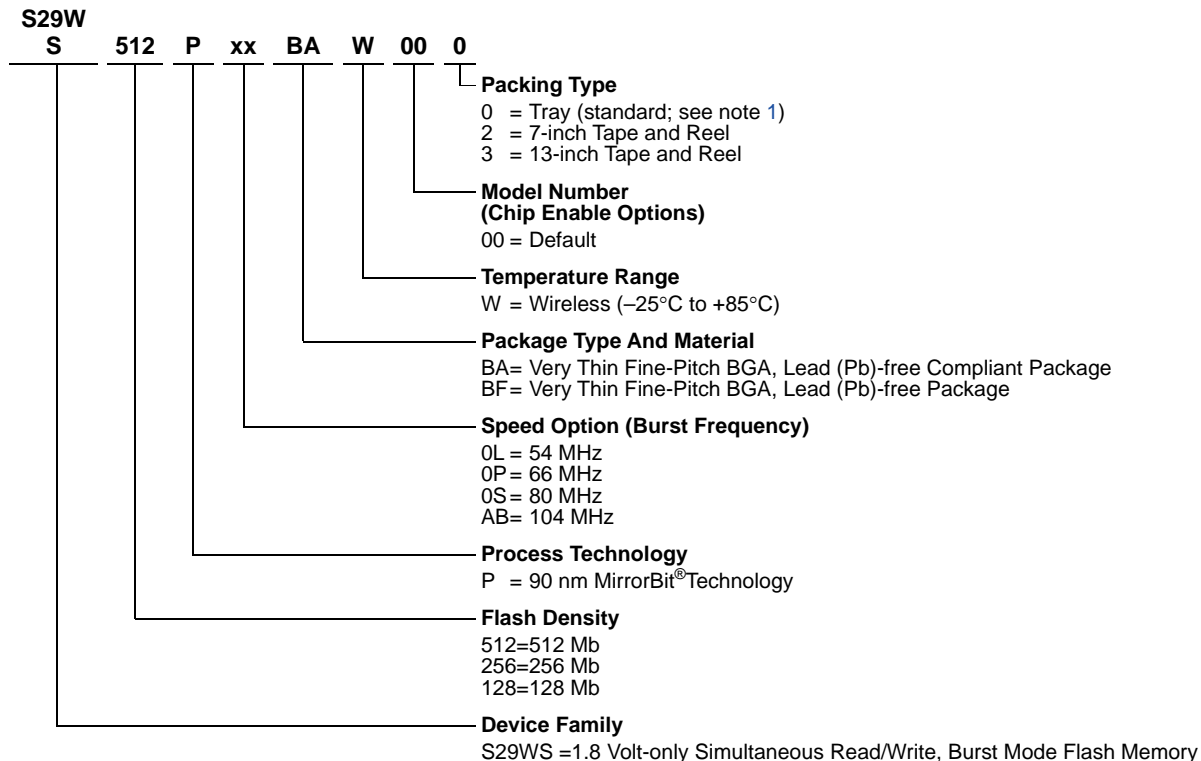 S29W
S 512 P xx BA W 00 0
Packing Type
0 = Tray (standard; see note 1)
2 = 7-inch Tape and Reel
3 = 13-inch Tape and Reel
Model Number
(Chip Enable Options)
00 = Default
Temperature Range
W = Wireless (–25°C to +85°C)
Package Type And Material
BA= Very Thin Fine-Pitch BGA, Lead (Pb)-free Compliant Package
BF= Very Thin Fine-Pitch BGA, Lead (Pb)-free Package
Speed Option (Burst Frequency)
0L = 54 MHz
0P = 66 MHz
0S = 80 MHz
AB= 104 MHz
Process Technology
P = 90 nm MirrorBit®Technology
Flash Density
512=512 Mb
256=256 Mb
128=128 Mb
Device Family
S29WS =1.8 Volt-only Simultaneous Read/Write, Burst Mode Flash Memory